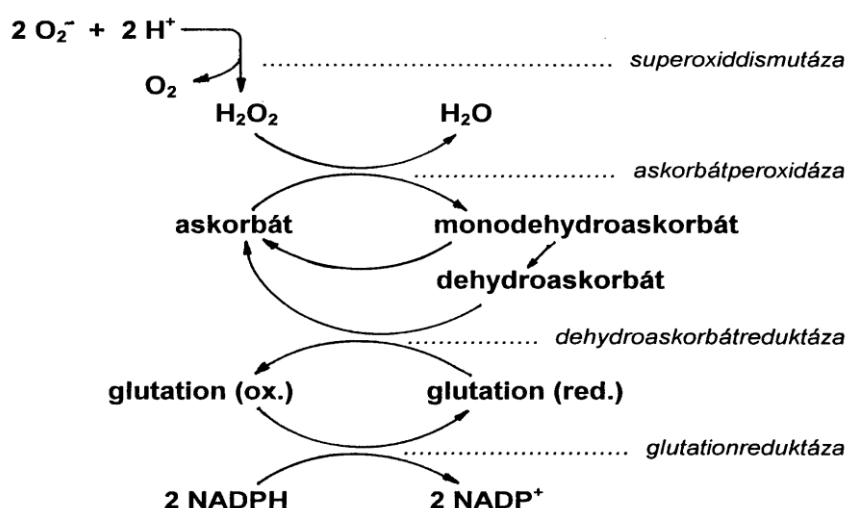 2 O₂⁻ + 2 H⁺
superoxiddismutáza
O₂
H₂O₂ H₂O
askorbátperoxidáza
askorbát monodehydroaskorbát
dehydroaskorbát
dehydroaskorbátreduktáza
glutation (ox.) glutation (red.)
glutationreduktáza
2 NADPH 2 NADP⁺